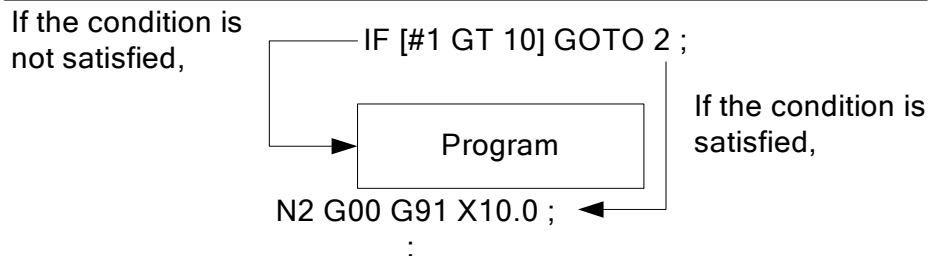 If the condition is
not satisfied,
IF [#1 GT 10] GOTO 2 ;
If the condition is
satisfied,
Program
N2 G00 G91 X10.0 ;
: